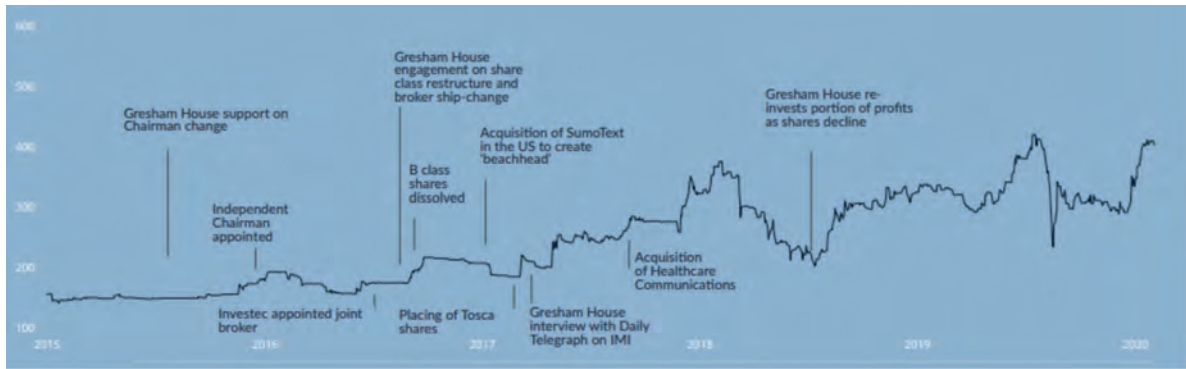 600
500
400
300
200
100
Gresham House support on
Chairman change
Independent
Chairman
appointed
Investec appointed joint
broker
Gresham House
engagement on share
class restructure and
broker ship-change
B class
shares
dissolved
Placing of Tosca
shares
Acquisition of SumoText
in the US to create
'beachhead'
Gresham House
interview with Daily
Telegraph on IMI
Acquisition
of Healthcare
Communications
Gresham House re-
invests portion of profits
as shares decline
2015
2016
2017
2018
2019
2020